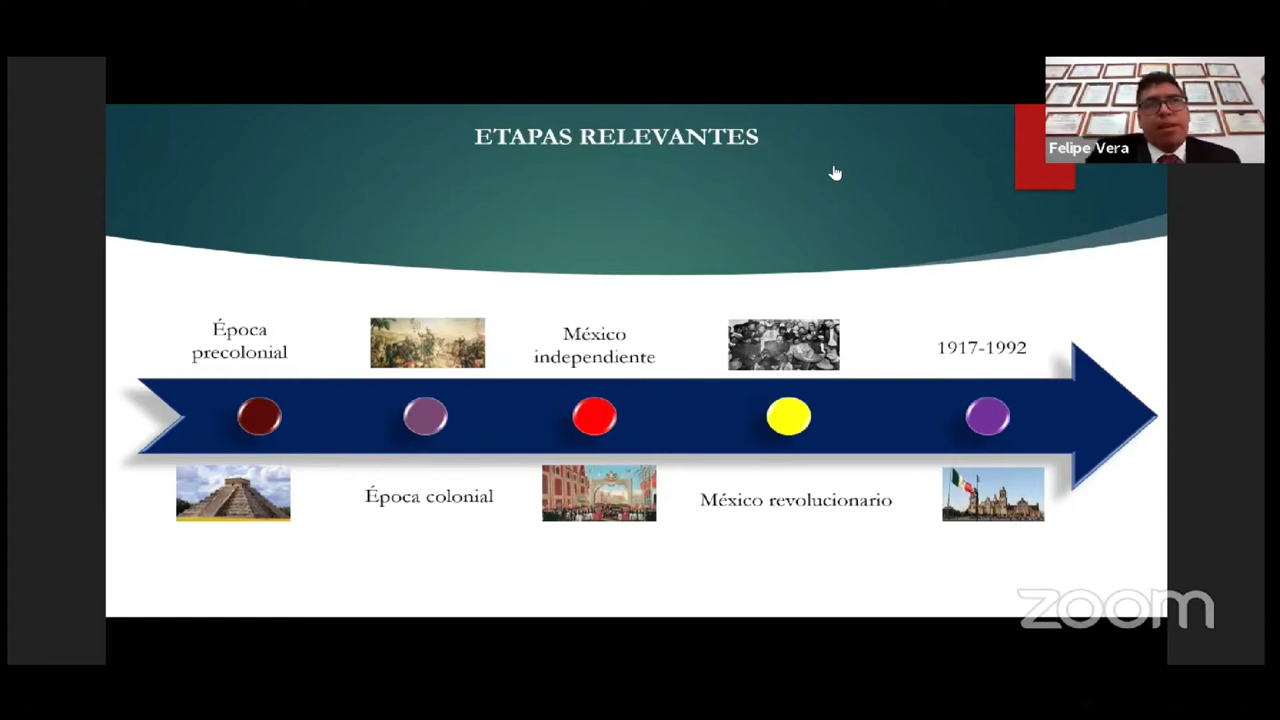 ETAPAS RELEVANTES
Felipe Vera
Época
precolonial
México
independiente
1917-1992
Época colonial
México revolucionario
zoom